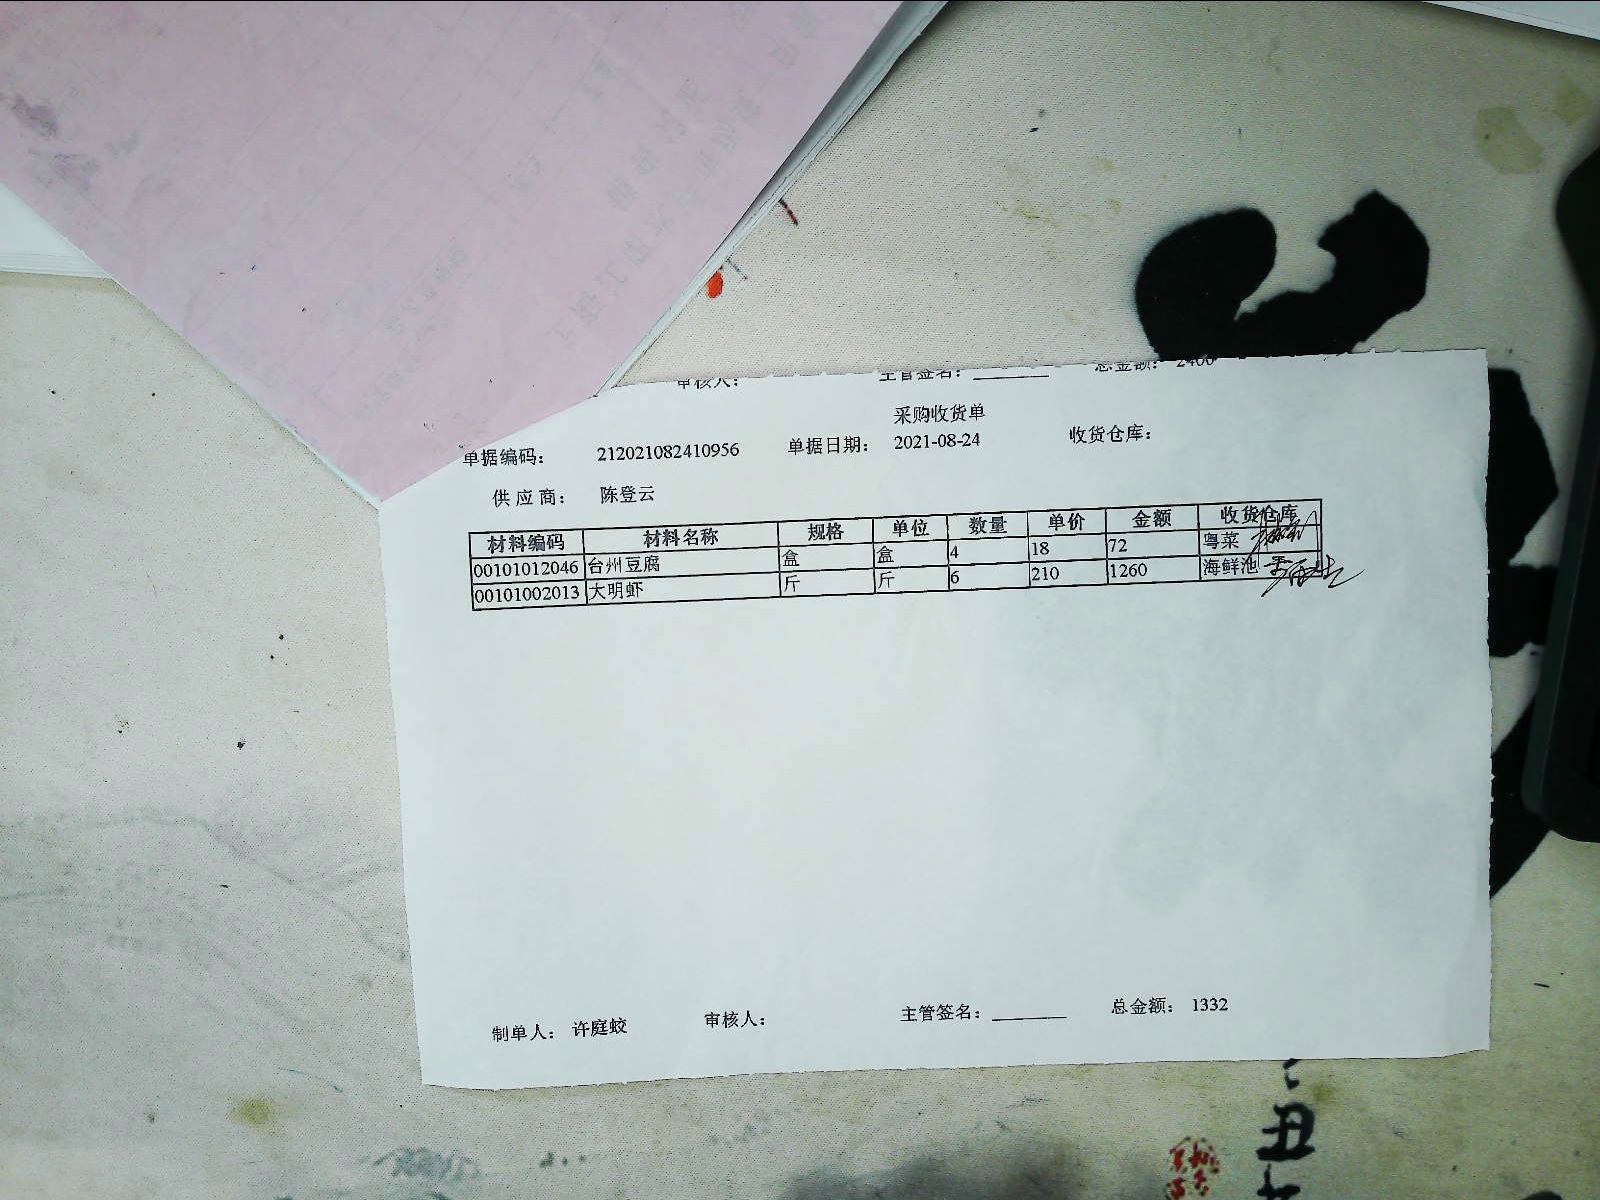 审核人： 主管签名：________ 总金额： 2400
采购收货单
单据编码： 212021082410956 单据日期： 2021-08-24 收货仓库：
供应商： 陈登云
材料编码 材料名称 规格 单位 数量 单价 金额 收货仓库
00101012046 台州豆腐 盒 盒 4 18 72 粤菜
00101002013 大明虾 斤 斤 6 210 1260 海鲜池
制单人： 许庭蛟 审核人： 主管签名：________ 总金额： 1332
丑